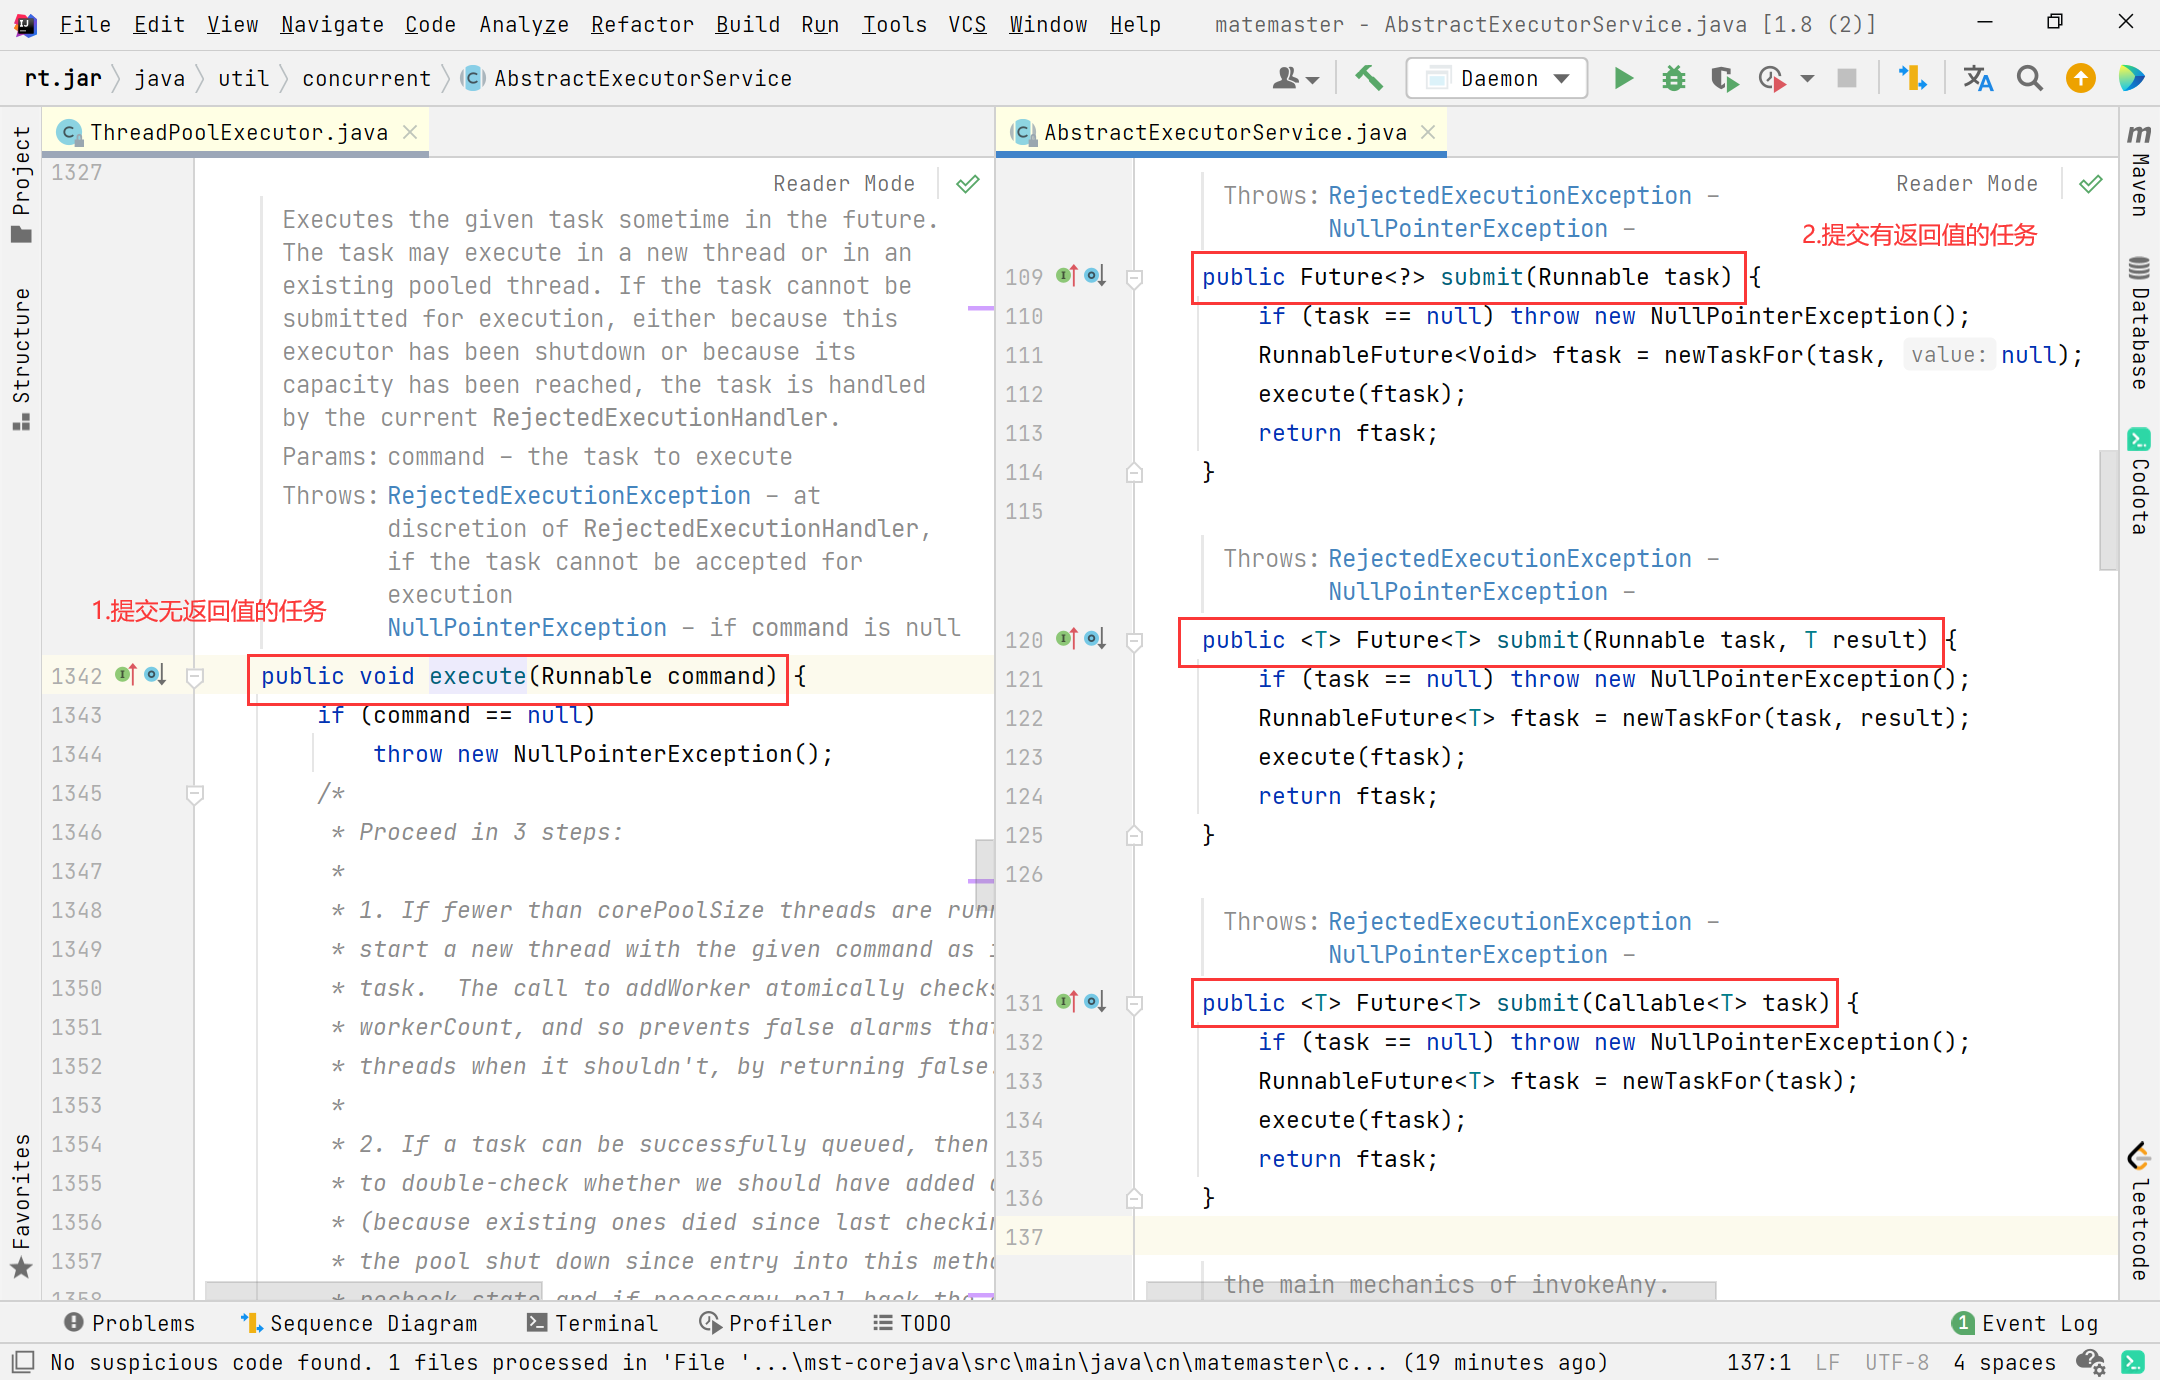 File Edit View Navigate Code Analyze Refactor Build Run Tools VCS Window Help matemaster - AbstractExecutorService.java [1.8 (2)]
rt.jar java util concurrent AbstractExecutorService Daemon
Project
Structure
Favorites
ThreadPoolExecutor.java
1327
Reader Mode
Executes the given task sometime in the future.
The task may execute in a new thread or in an
existing pooled thread. If the task cannot be
submitted for execution, either because this
executor has been shutdown or because its
capacity has been reached, the task is handled
by the current RejectedExecutionHandler.
Params: command – the task to execute
Throws: RejectedExecutionException – at
discretion of RejectedExecutionHandler,
if the task cannot be accepted for
execution
1.提交无返回值的任务
NullPointerException – if command is null
1342 public void execute(Runnable command) {
1343 if (command == null)
1344 throw new NullPointerException();
1345 /*
1346 * Proceed in 3 steps:
1347 *
1348 * 1. If fewer than corePoolSize threads are run
1349 * start a new thread with the given command as
1350 * task.  The call to addWorker atomically checks
1351 * workerCount, and so prevents false alarms that
1352 * threads when it shouldn't, by returning false.
1353 *
1354 * 2. If a task can be successfully queued, then
1355 * to double-check whether we should have added
1356 * (because existing ones died since last checkin
1357 * the pool shut down since entry into this meth
1358 * recheck state and if necessary roll back the
AbstractExecutorService.java
Reader Mode
Throws: RejectedExecutionException –
NullPointerException –
2.提交有返回值的任务
109 public Future<?> submit(Runnable task) {
110 if (task == null) throw new NullPointerException();
111 RunnableFuture<Void> ftask = newTaskFor(task, value: null);
112 execute(ftask);
113 return ftask;
114 }
115
Throws: RejectedExecutionException –
NullPointerException –
120 public <T> Future<T> submit(Runnable task, T result) {
121 if (task == null) throw new NullPointerException();
122 RunnableFuture<T> ftask = newTaskFor(task, result);
123 execute(ftask);
124 return ftask;
125 }
126
Throws: RejectedExecutionException –
NullPointerException –
131 public <T> Future<T> submit(Callable<T> task) {
132 if (task == null) throw new NullPointerException();
133 RunnableFuture<T> ftask = newTaskFor(task);
134 execute(ftask);
135 return ftask;
136 }
137
the main mechanics of invokeAny.
Maven
Database
Codota
leetcode
Problems Sequence Diagram Terminal Profiler TODO 1 Event Log
No suspicious code found. 1 files processed in 'File '...\mst-corejava\src\main\java\cn\matemaster\c... (19 minutes ago) 137:1 LF UTF-8 4 spaces